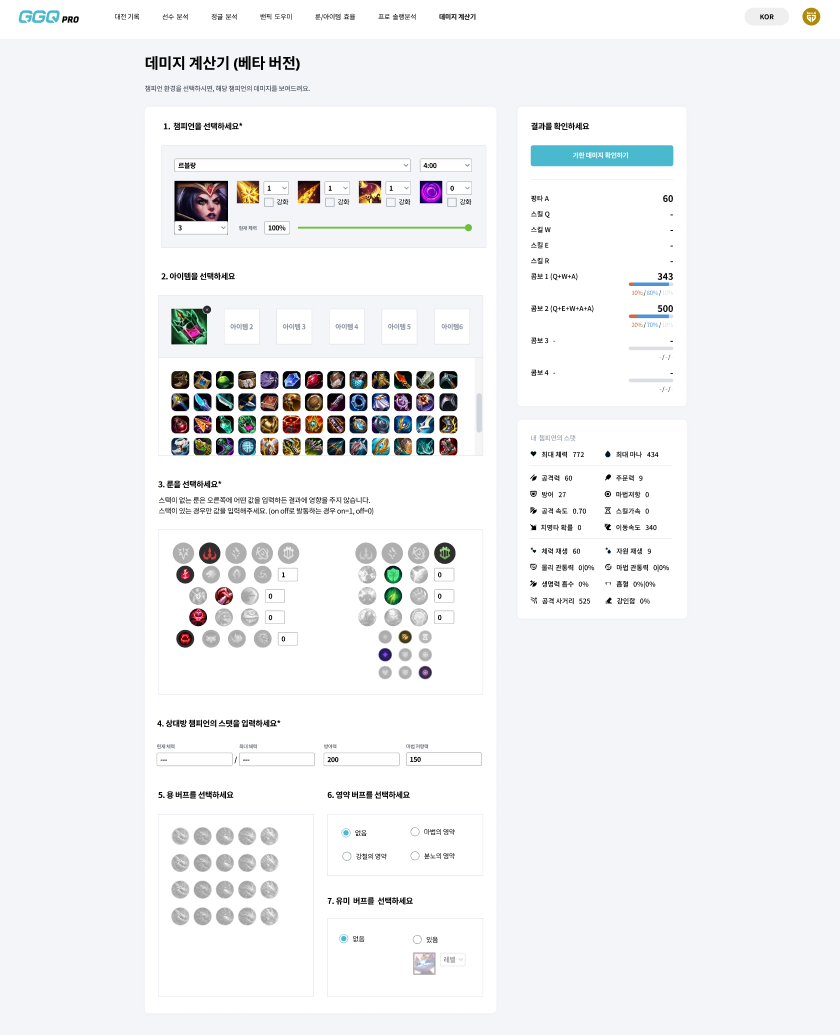 GGQ PRO
대전 기록 선수 분석 정글 분석 밴픽 도우미 룬/아이템 효율 프로 솔랭분석 데미지 계산기 KOR
데미지 계산기 (베타 버전)
챔피언 환경을 선택하시면, 해당 챔피언의 데미지를 보여드려요.
1. 챔피언을 선택하세요*
르블랑 4:00
1 1 1 0
강화 강화 강화 강화
3 현재 체력 100%
2. 아이템을 선택하세요
아이템 2 아이템 3 아이템 4 아이템 5 아이템6
3. 룬을 선택하세요*
스탯이 없는 룬은 오른쪽에 어떤 값을 입력하든 결과에 영향을 주지 않습니다.
스탯이 있는 경우만 값을 입력해주세요. (on off로 발동하는 경우 on=1, off=0)
1 0
0 0
0 0
0
4. 상대방 챔피언의 스탯을 입력하세요*
현재 체력 최대 체력 방어력 마법 저항력
--- / --- 200 150
5. 용 버프를 선택하세요
6. 영약 버프를 선택하세요
없음 마법의 영약
강철의 영약 분노의 영약
7. 유미 버프를 선택하세요
없음 있음
레벨
결과를 확인하세요
가한 데미지 확인하기
평타 A 60
스킬 Q -
스킬 W -
스킬 E -
스킬 R -
콤보 1 (Q+W+A) 343
10% / 80% / 10%
콤보 2 (Q+E+W+A+A) 500
20% / 70% / 10%
콤보 3 - -
- / - / -
콤보 4 - -
- / - / -
내 챔피언의 스탯
최대 체력 772 최대 마나 434
공격력 60 주문력 9
방어 27 마법저항 0
공격 속도 0.70 스킬가속 0
치명타 확률 0 이동속도 340
체력 재생 60 자원 재생 9
물리 관통력 0|0% 마법 관통력 0|0%
생명력 흡수 0% 흡혈 0%|0%
공격 사거리 525 강인함 0%